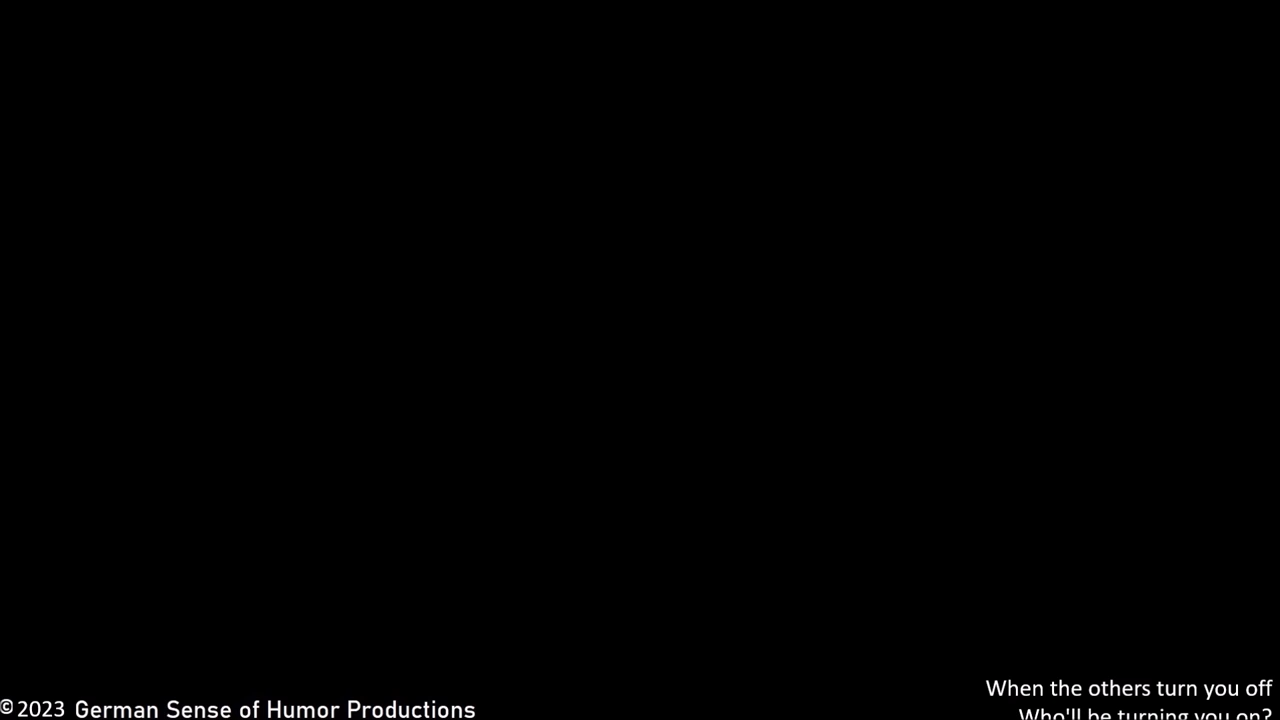 When the others turn you off
Who'll be turning you on?
©2023 German Sense of Humor Productions